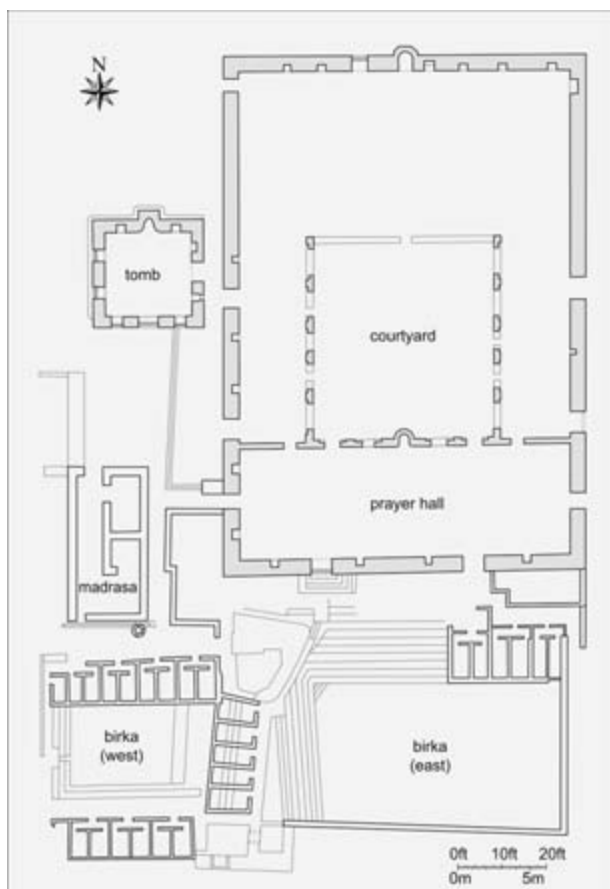 N
tomb
courtyard
prayer hall
madrasa
birka
(west)
birka
(east)
0ft 10ft 20ft
0m 5m